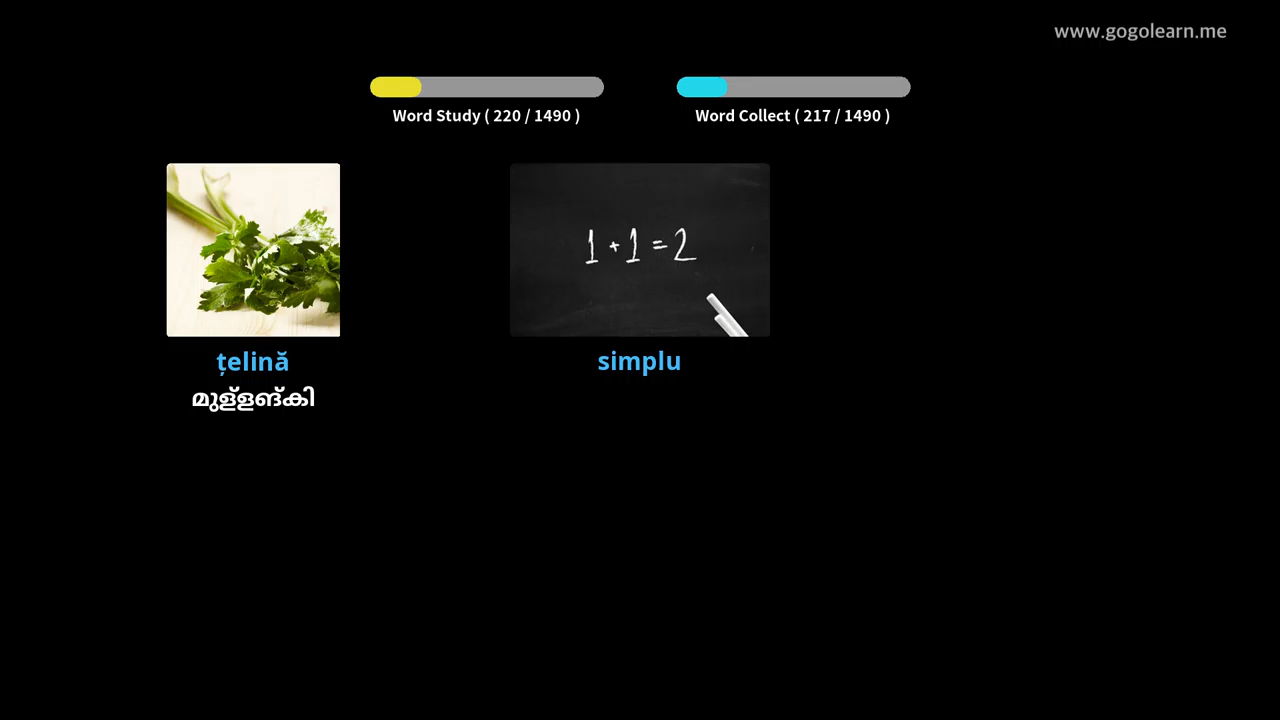 www.gogolearn.me
Word Study ( 220 / 1490 )
Word Collect ( 217 / 1490 )
1 + 1 = 2
țelină
simplu
മുള്ളങ്കി